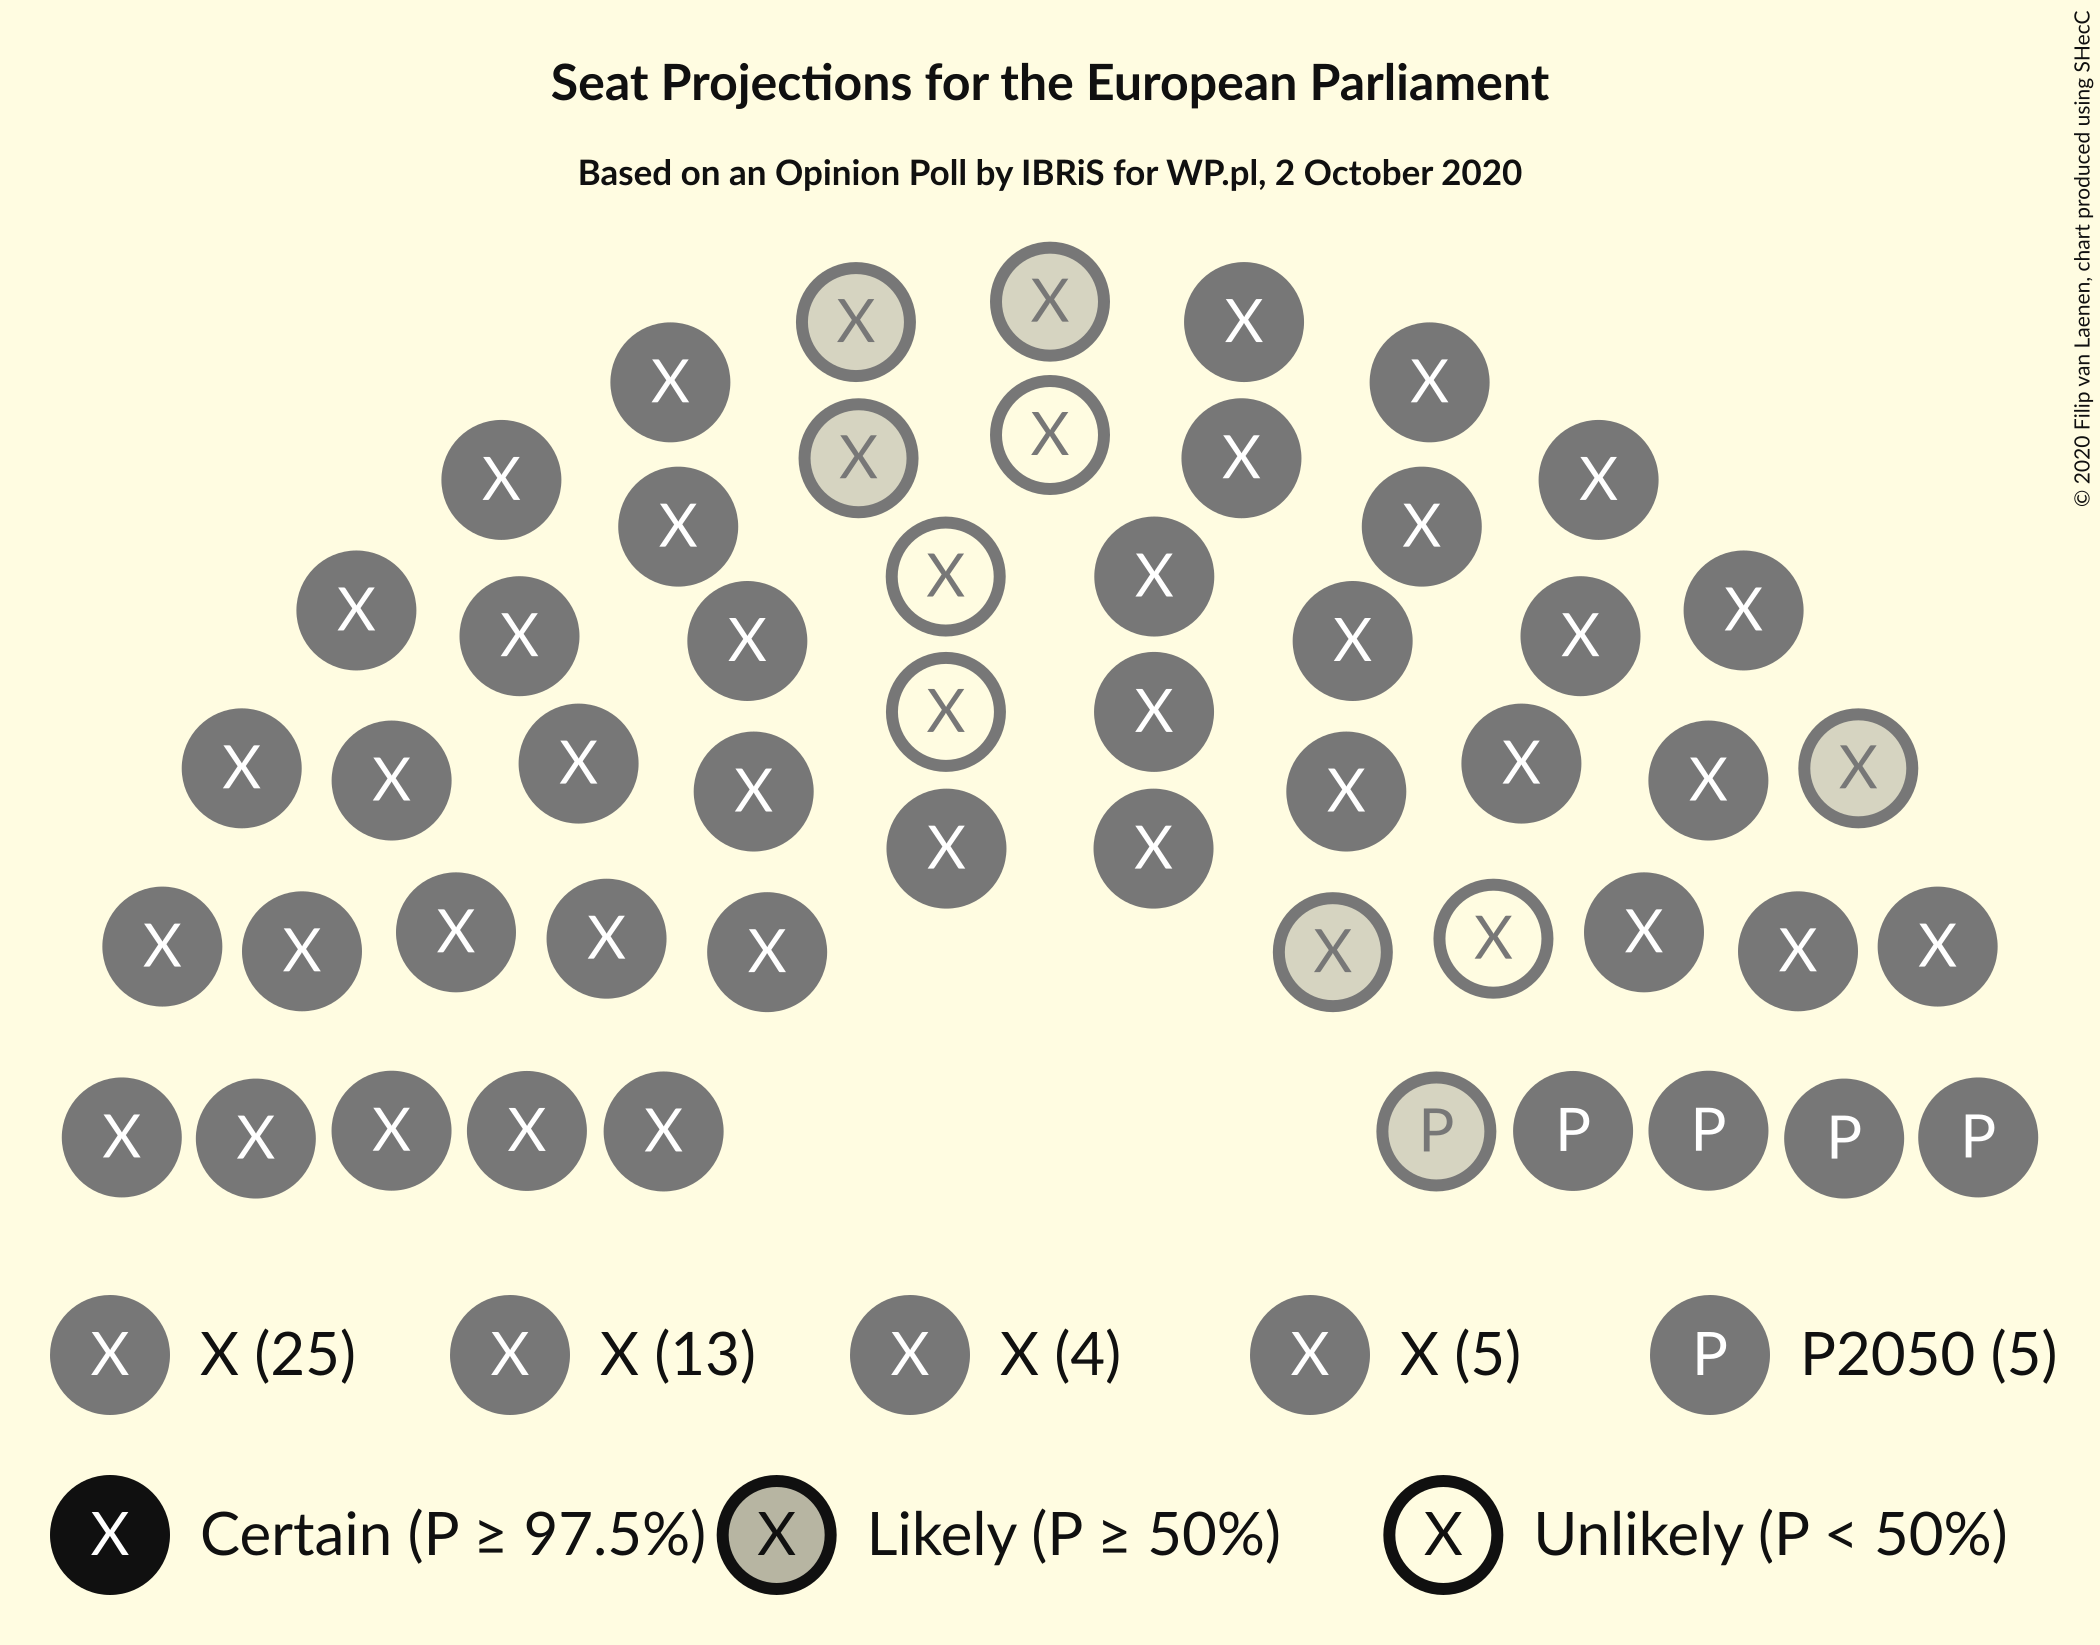 Seat Projections for the European Parliament
Based on an Opinion Poll by IBRiS for WP.pl, 2 October 2020
© 2020 Filip van Laenen, chart produced using SHecC
X X X
X X
X X X
X X
X X X
X X
X X
X X X X
X X
X X X X
X X
X X X X
X X
X X X X
X X X X X X
X X X X
X X X X X P P P P P
X X (25) X X (13) X X (4) X X (5) P P2050 (5)
X Certain (P ≥ 97.5%) X Likely (P ≥ 50%) X Unlikely (P < 50%)